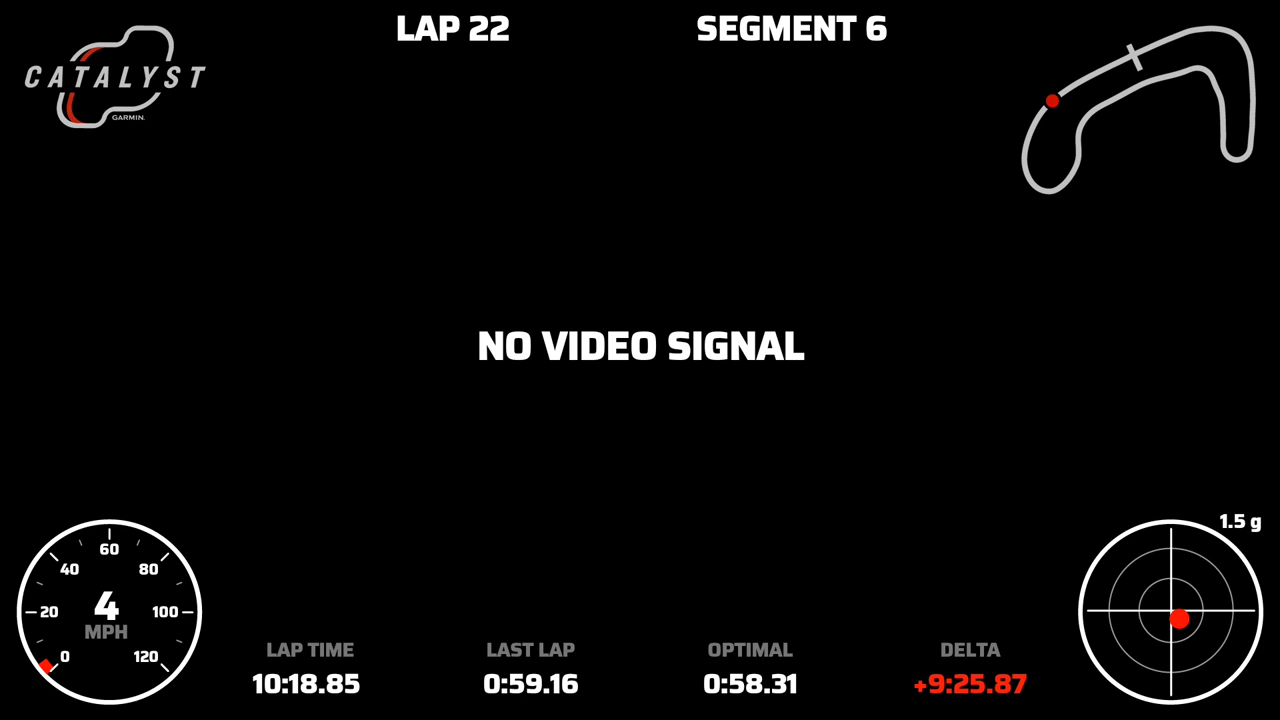 LAP 22
SEGMENT 6
CATALYST
GARMIN.
NO VIDEO SIGNAL
1.5 g
60
40
80
20
100
0
120
4
MPH
LAP TIME
10:18.85
LAST LAP
0:59.16
OPTIMAL
0:58.31
DELTA
+9:25.87